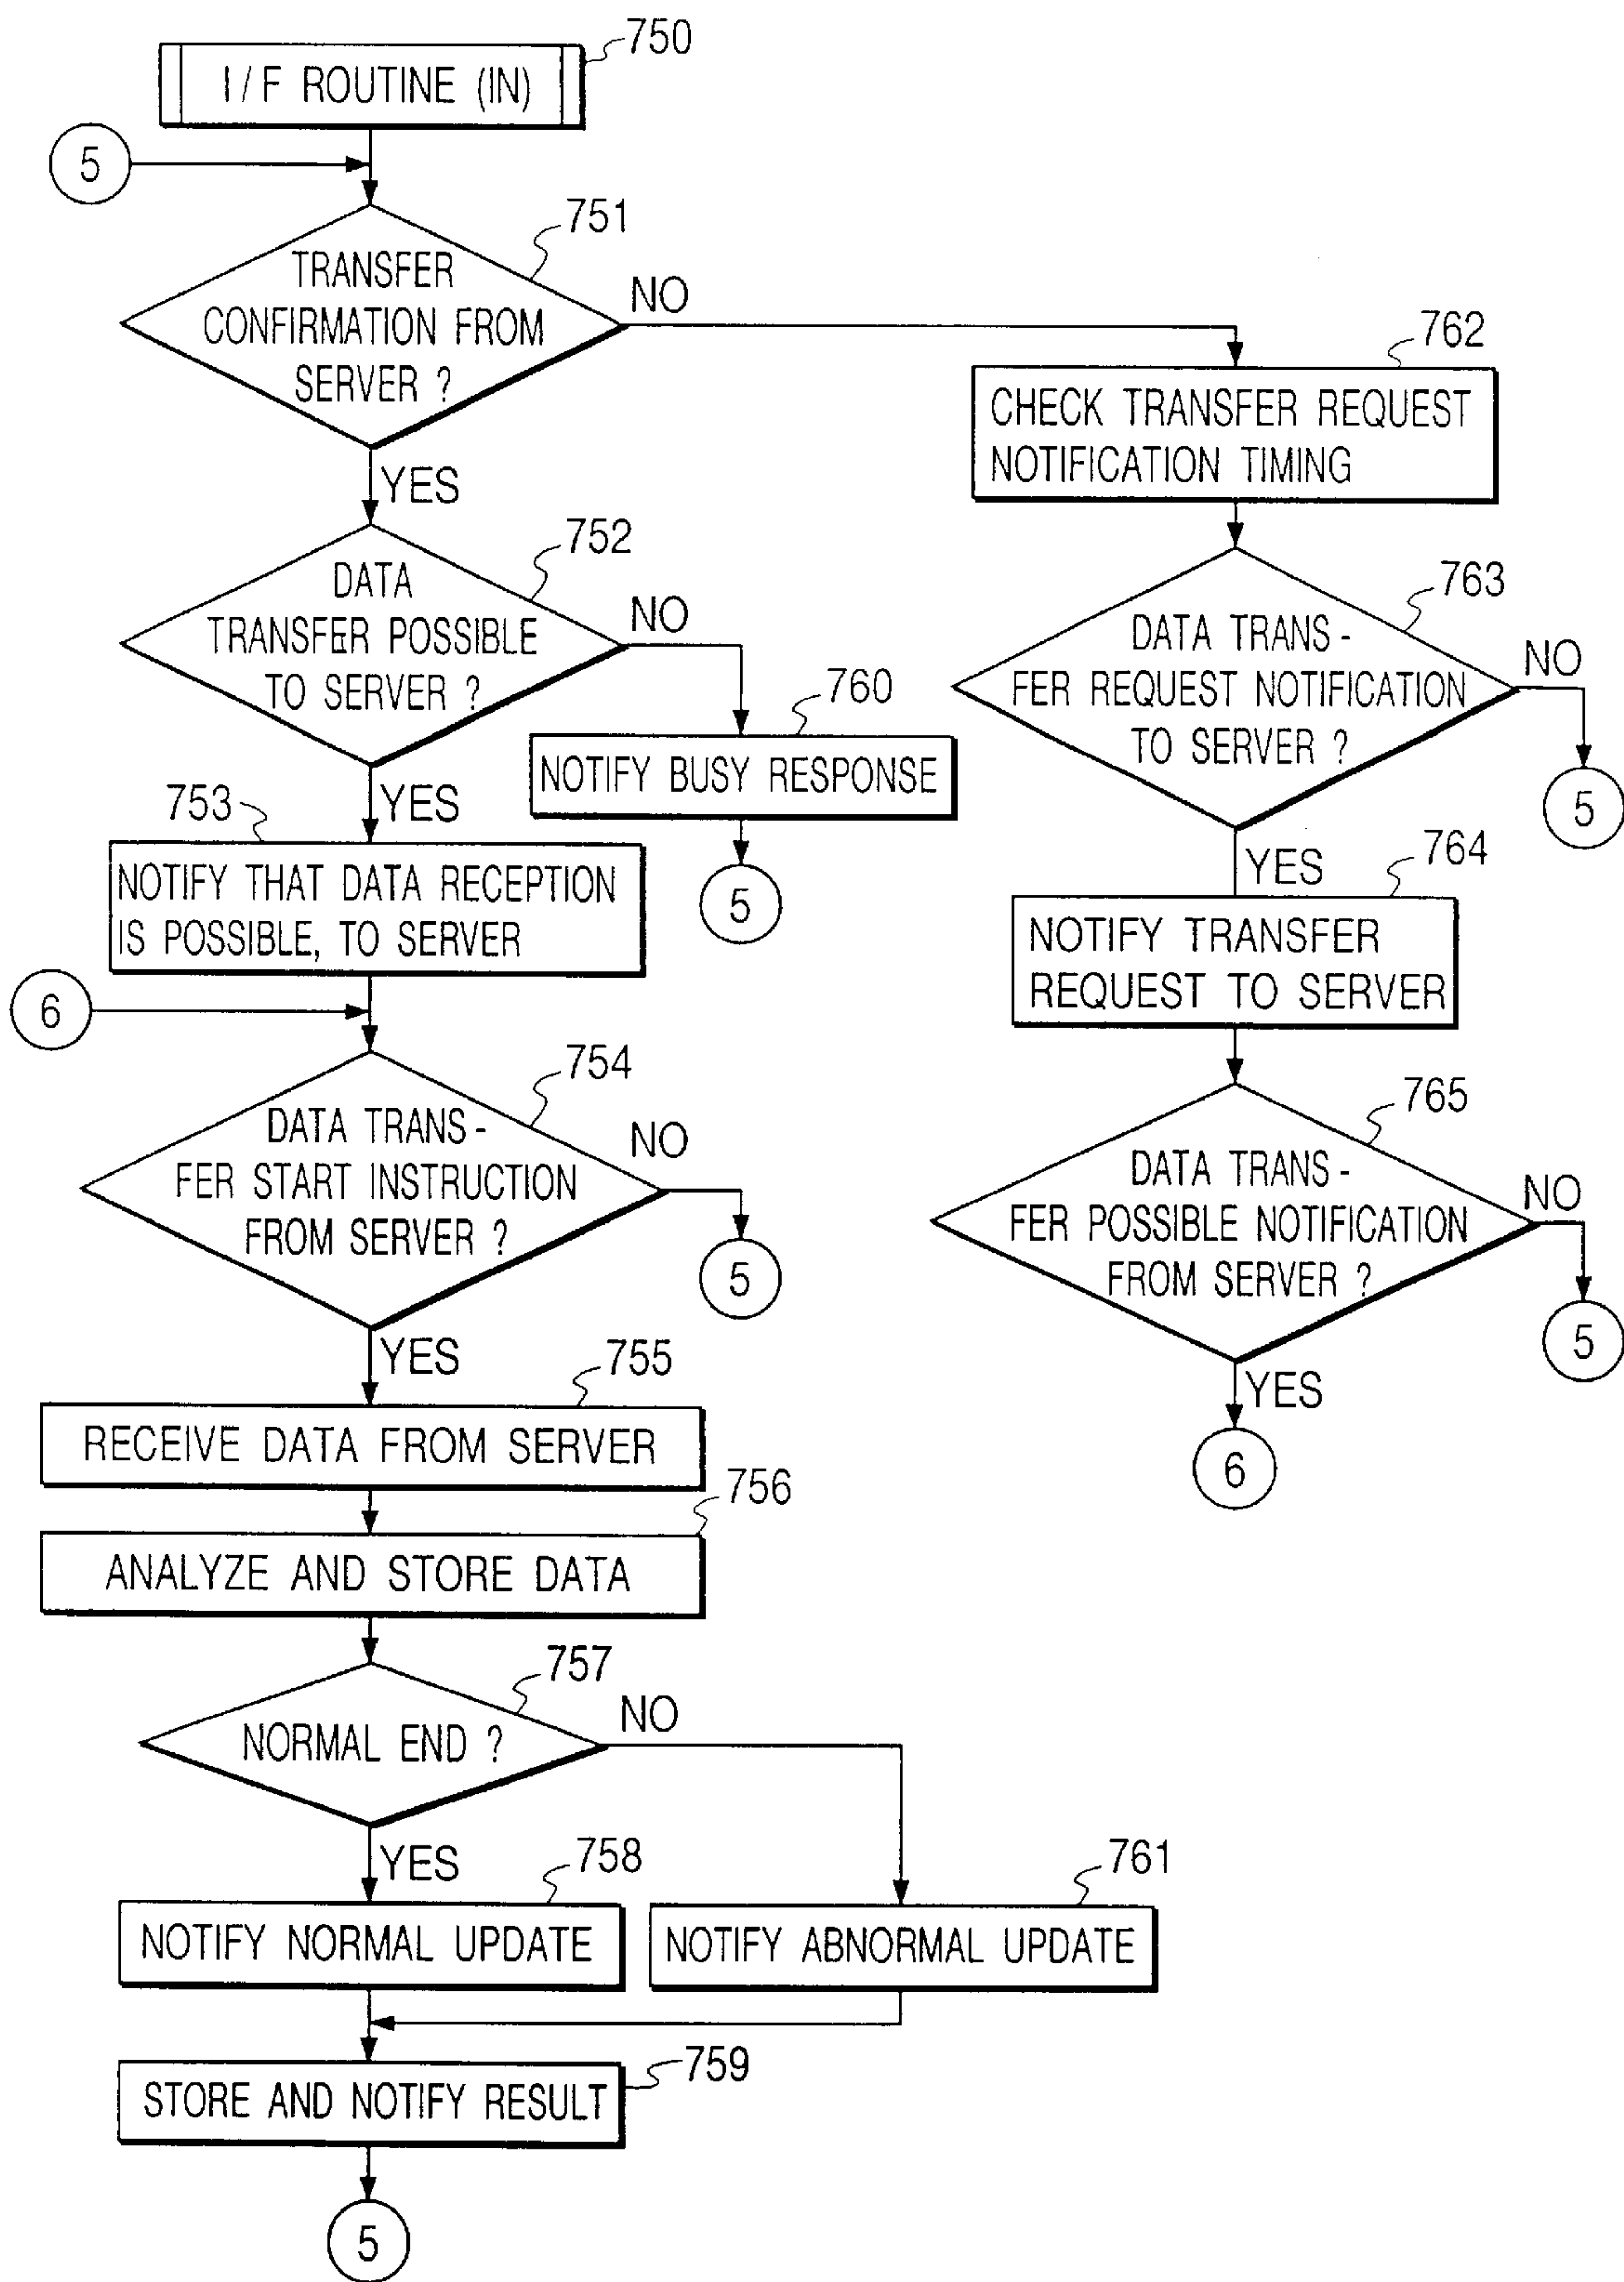 750
I/F ROUTINE (IN)
5
751
TRANSFER
CONFIRMATION FROM
SERVER ?
NO
YES
752
DATA
TRANSFER POSSIBLE
TO SERVER ?
NO
YES
760
NOTIFY BUSY RESPONSE
5
753
NOTIFY THAT DATA RECEPTION
IS POSSIBLE, TO SERVER
6
754
DATA TRANS -
FER START INSTRUCTION
FROM SERVER ?
NO
5
YES
755
RECEIVE DATA FROM SERVER
756
ANALYZE AND STORE DATA
757
NORMAL END ?
NO
YES
758
NOTIFY NORMAL UPDATE
761
NOTIFY ABNORMAL UPDATE
759
STORE AND NOTIFY RESULT
5
762
CHECK TRANSFER REQUEST
NOTIFICATION TIMING
763
DATA TRANS -
FER REQUEST NOTIFICATION
TO SERVER ?
NO
5
YES
764
NOTIFY TRANSFER
REQUEST TO SERVER
765
DATA TRANS -
FER POSSIBLE NOTIFICATION
FROM SERVER ?
NO
5
YES
6